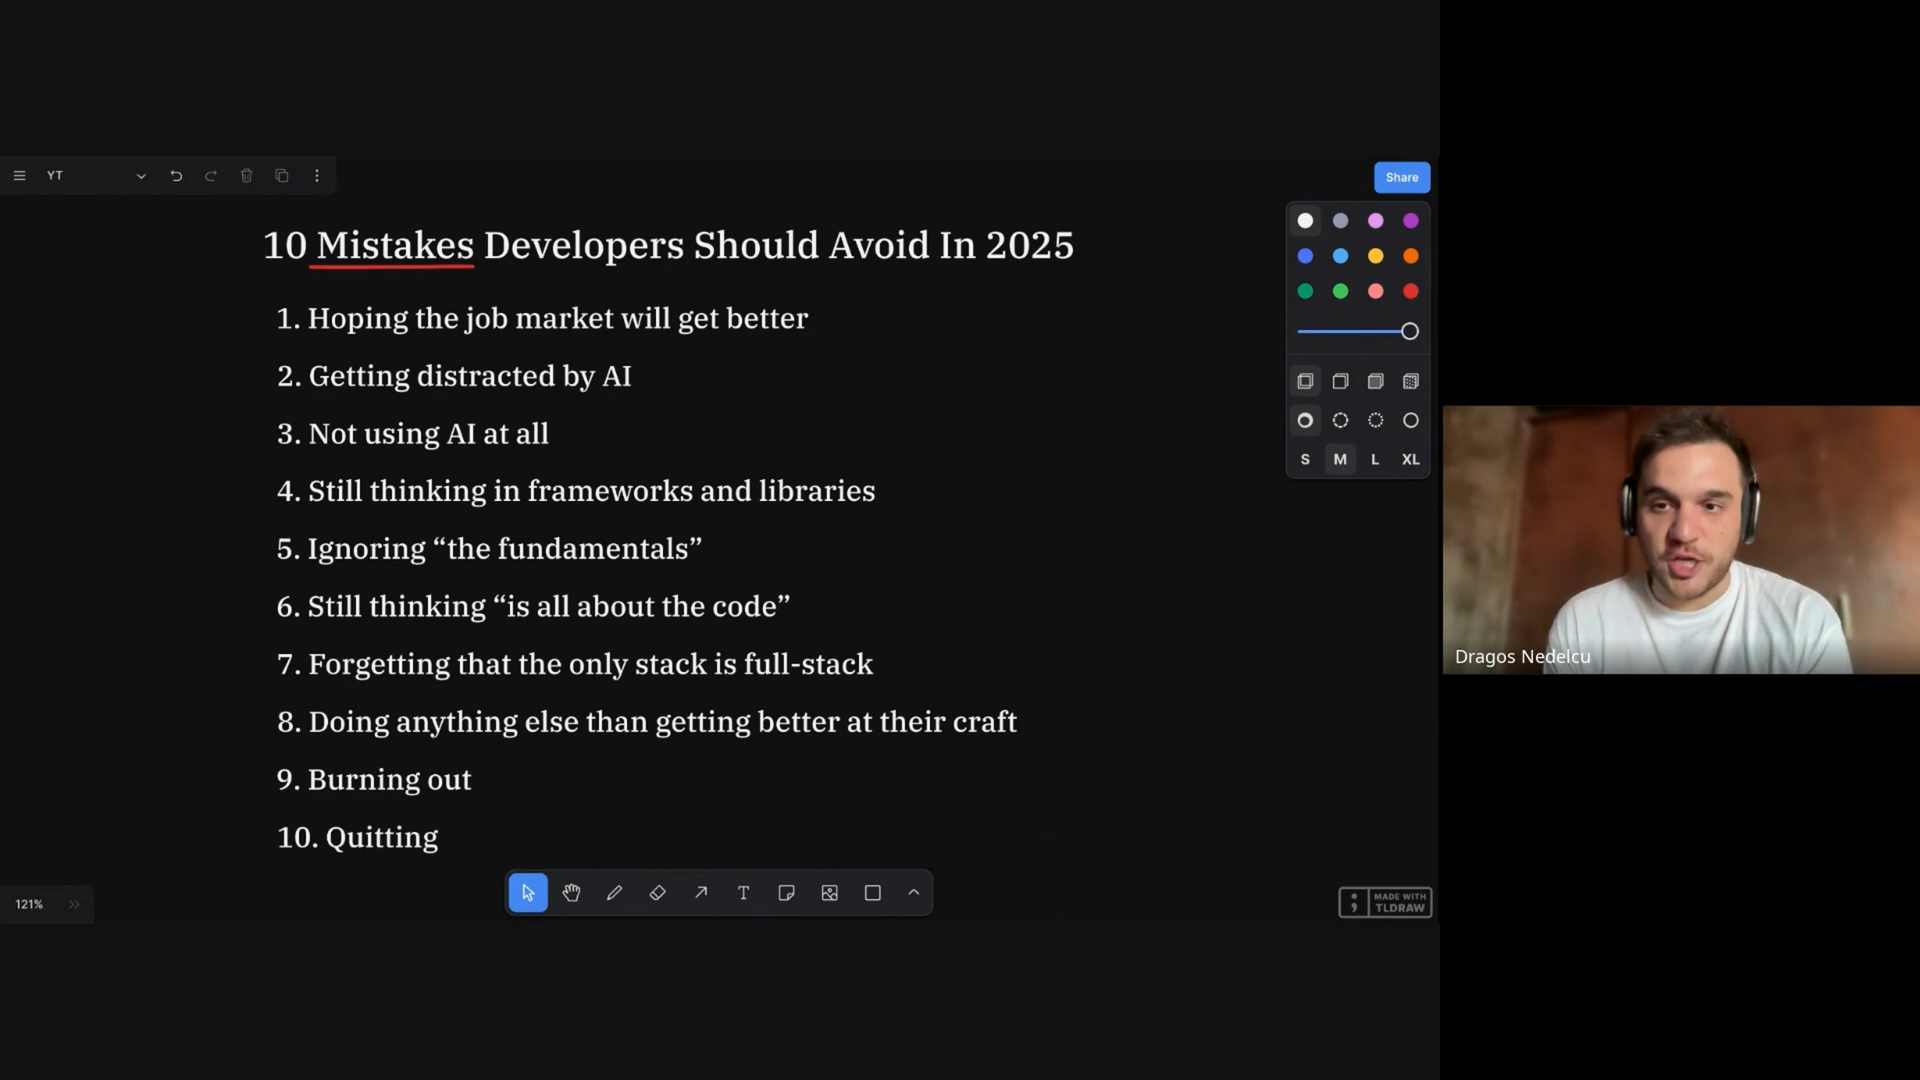 YT
Share
10 Mistakes Developers Should Avoid In 2025
1. Hoping the job market will get better
2. Getting distracted by AI
3. Not using AI at all
4. Still thinking in frameworks and libraries
5. Ignoring “the fundamentals”
6. Still thinking “is all about the code”
7. Forgetting that the only stack is full-stack
8. Doing anything else than getting better at their craft
9. Burning out
10. Quitting
S M L XL
Dragos Nedelcu
121%
T
MADE WITH
TLDRAW